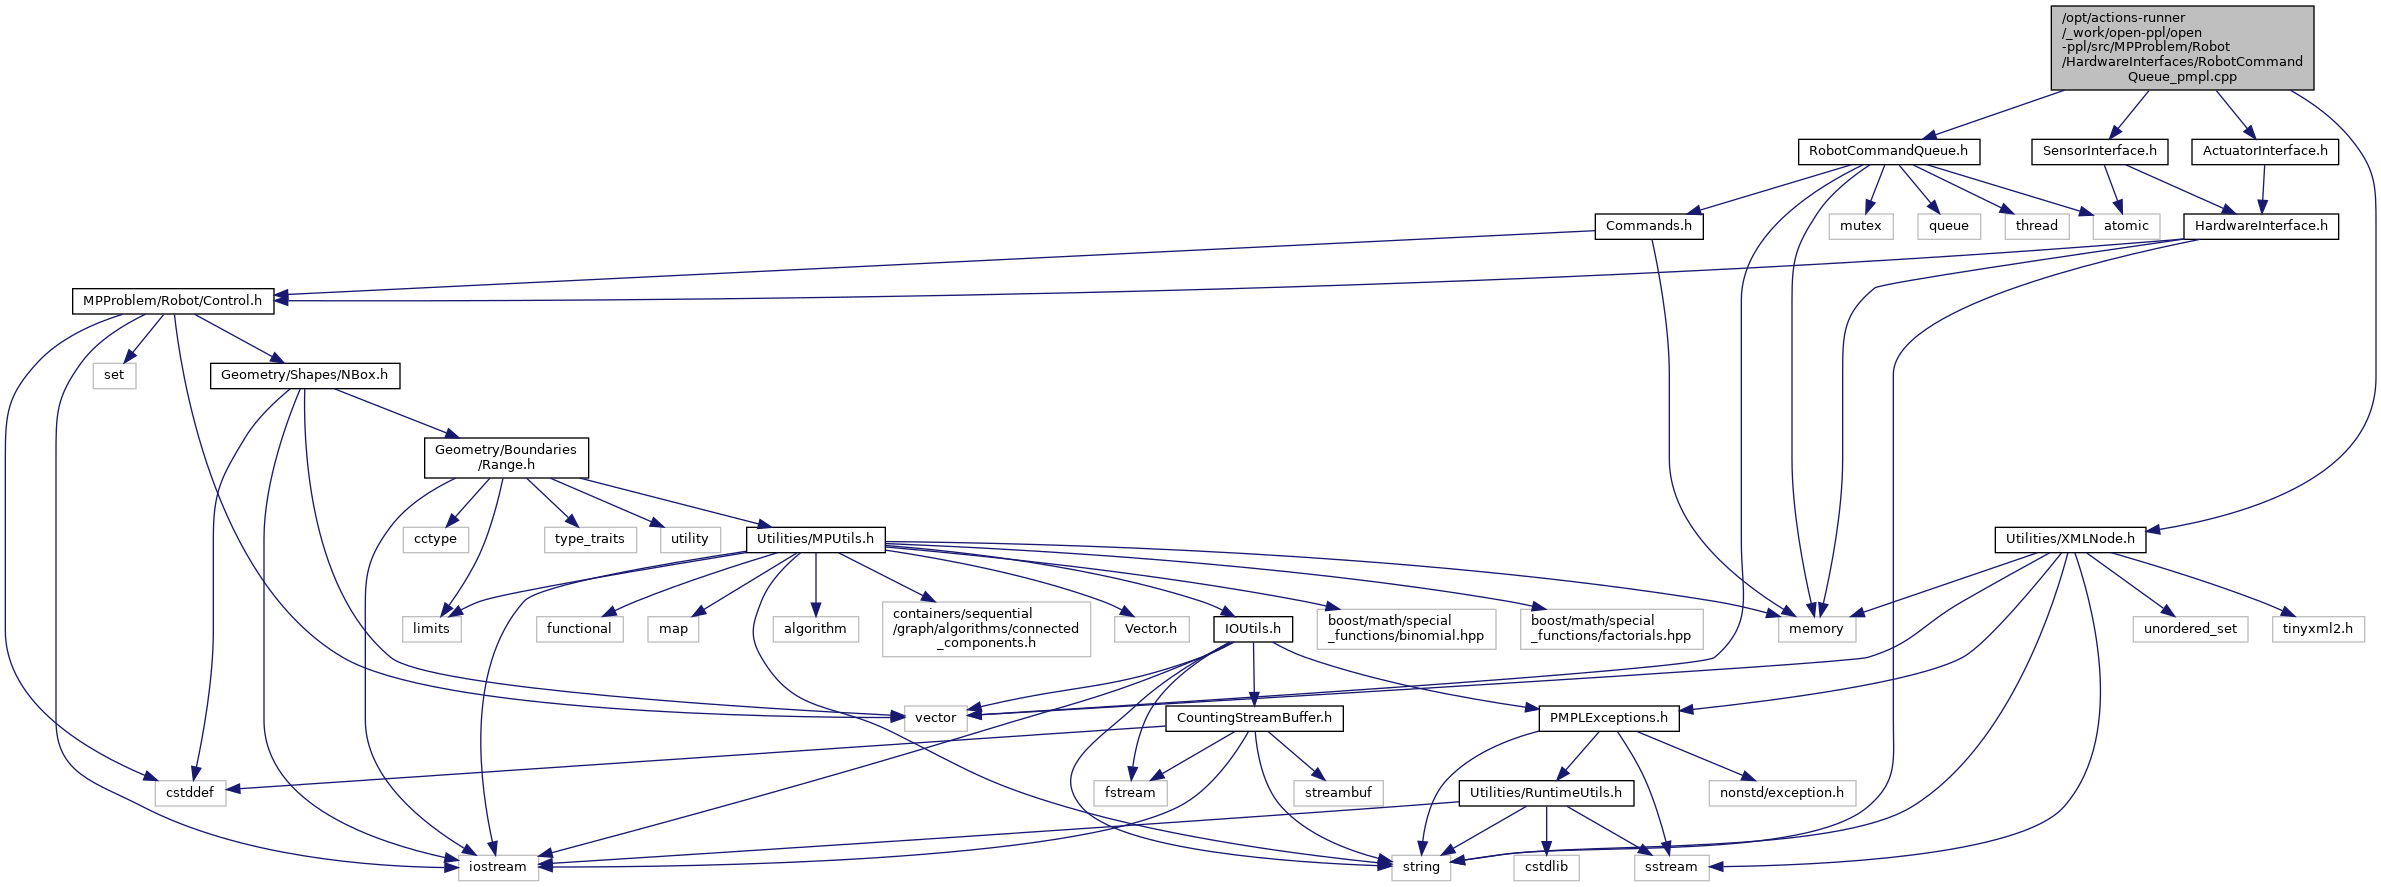 /opt/actions-runner
/_work/open-ppl/open
-ppl/src/MPProblem/Robot
/HardwareInterfaces/RobotCommand
Queue_pmpl.cpp
RobotCommandQueue.h
SensorInterface.h
ActuatorInterface.h
Commands.h
mutex
queue
thread
atomic
HardwareInterface.h
MPProblem/Robot/Control.h
set
Geometry/Shapes/NBox.h
Geometry/Boundaries
/Range.h
cctype
type_traits
utility
Utilities/MPUtils.h
Utilities/XMLNode.h
limits
functional
map
algorithm
containers/sequential
/graph/algorithms/connected
_components.h
Vector.h
IOUtils.h
boost/math/special
_functions/binomial.hpp
boost/math/special
_functions/factorials.hpp
memory
unordered_set
tinyxml2.h
vector
CountingStreamBuffer.h
PMPLExceptions.h
cstddef
fstream
streambuf
Utilities/RuntimeUtils.h
nonstd/exception.h
iostream
string
cstdlib
sstream